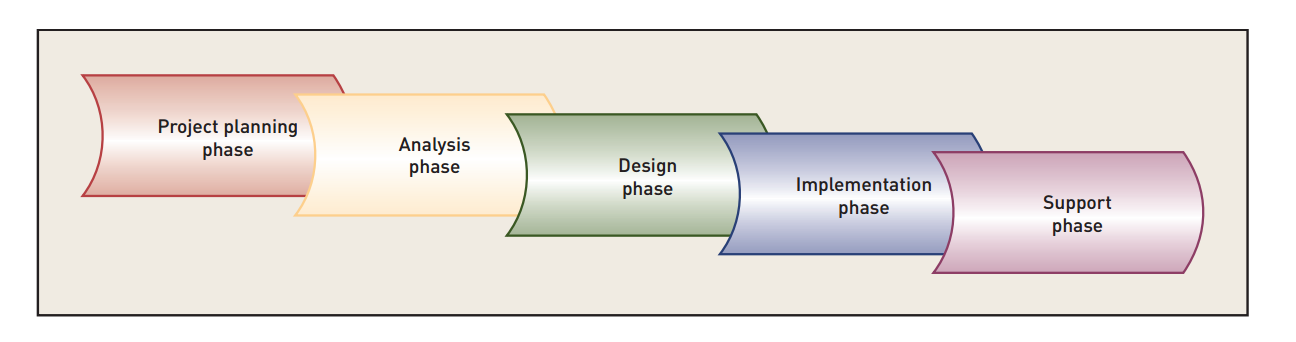 Project planning
phase
Analysis
phase
Design
phase
Implementation
phase
Support
phase